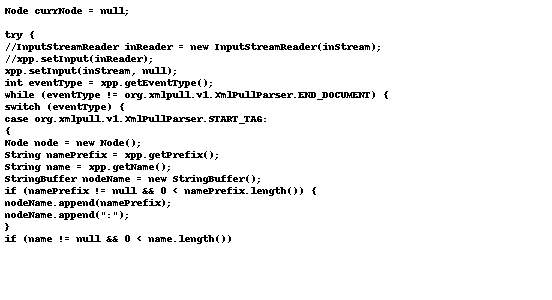 Node currNode = null;

try {
//InputStreamReader inReader = new InputStreamReader(inStream);
//xpp.setInput(inReader);
xpp.setInput(inStream, null);
int eventType = xpp.getEventType();
while (eventType != org.xmlpull.v1.XmlPullParser.END_DOCUMENT) {
switch (eventType) {
case org.xmlpull.v1.XmlPullParser.START_TAG:
{
Node node = new Node();
String namePrefix = xpp.getPrefix();
String name = xpp.getName();
StringBuffer nodeName = new StringBuffer();
if (namePrefix != null && 0 < namePrefix.length()) {
nodeName.append(namePrefix);
nodeName.append(":");
}
if (name != null && 0 < name.length())